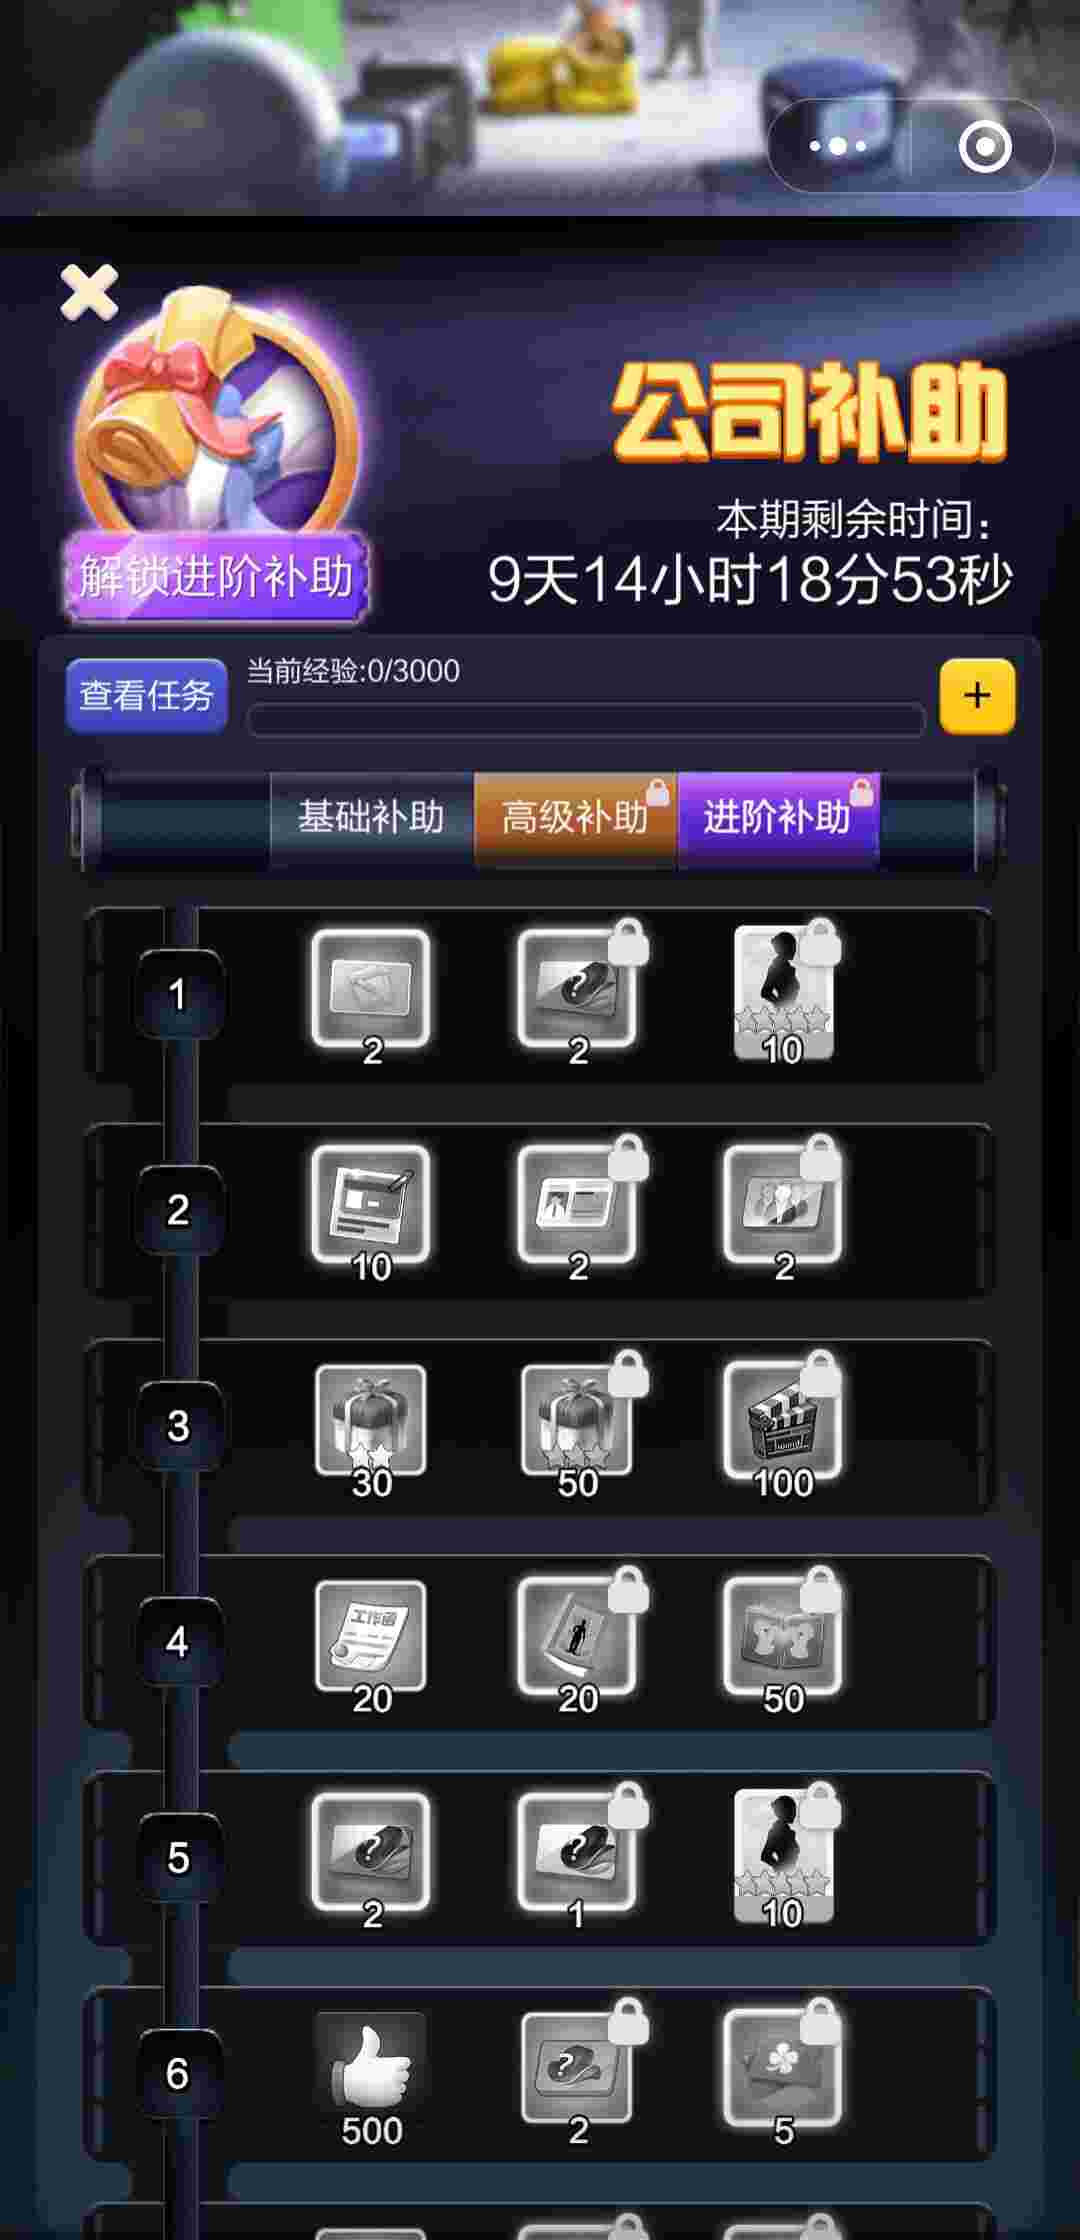 公司补助
本期剩余时间：
9天14小时18分53秒
解锁进阶补助
查看任务
当前经验:0/3000
+
基础补助 高级补助 进阶补助
1
2 ? 2 10
2
10 2 2
3
30 50 100
4
工作
20 20 50
5
? 2 ? 1 10
6
500 ? 2 5